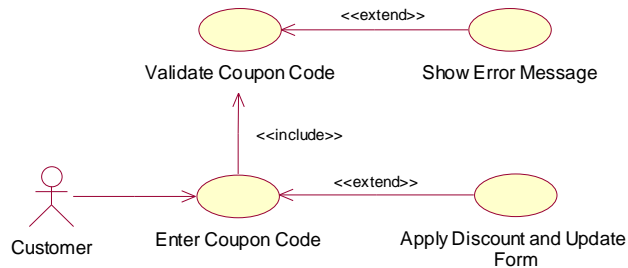 <<extend>>
Validate Coupon Code
Show Error Message
<<include>>
<<extend>>
Customer
Enter Coupon Code
Apply Discount and Update
Form